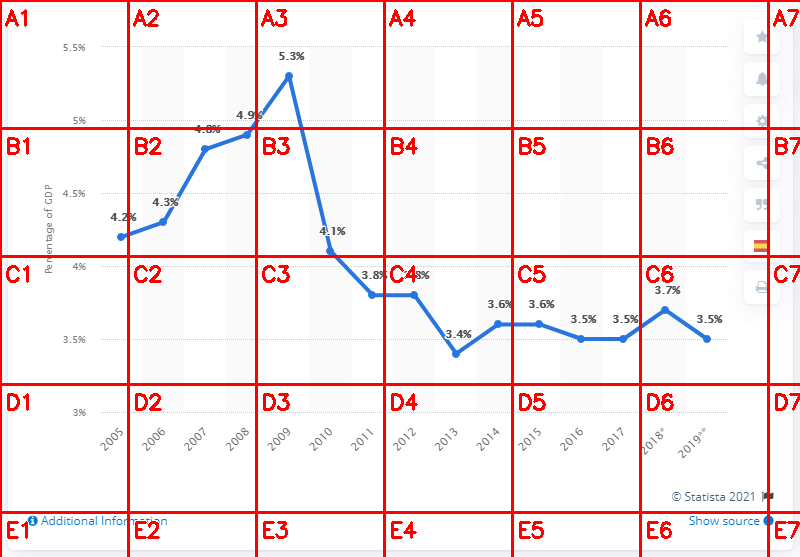 A1 A2 A3 A4 A5 A6 A7
5.5%
5.3%
5%
4.9%
4.8%
B1 B2 B3 B4 B5 B6 B7
4.5%
4.3%
4.2%
4.1%
Percentage of GDP
C1 C2 C3 C4 C5 C6 C7
4%
3.8%
3.7%
3.6% 3.6%
3.5% 3.5% 3.5%
3.4%
3.5%
D1 D2 D3 D4 D5 D6 D7
3%
2005 2006 2007 2008 2009 2010 2011 2012 2013 2014 2015 2016 2017 2018* 2019**
© Statista 2021
E1 E2 E3 E4 E5 E6 E7
Additional Information
Show source